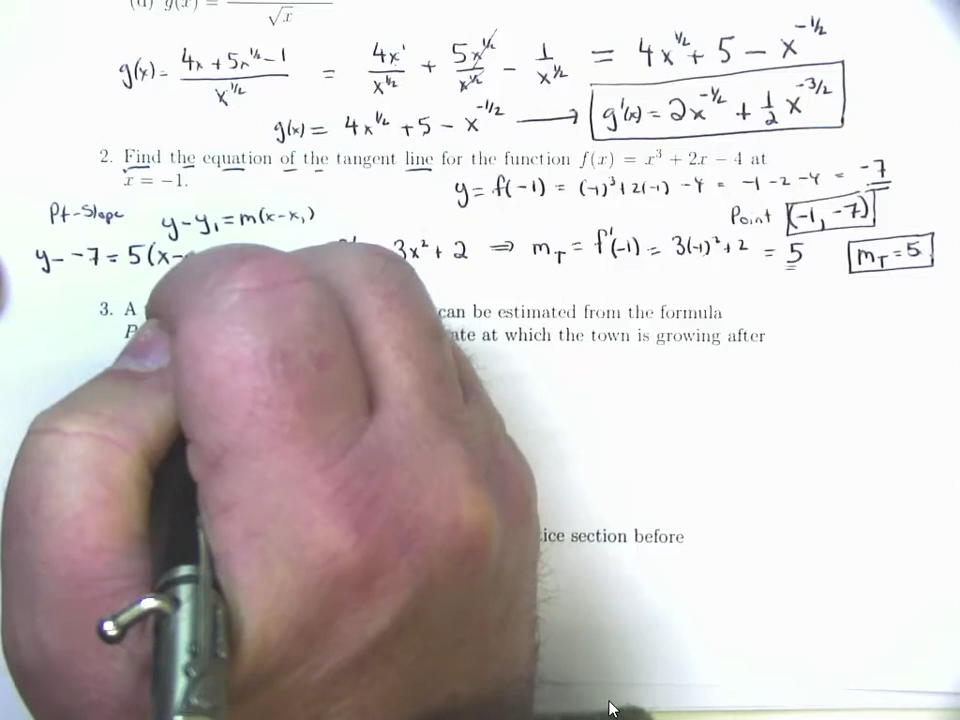 (d) g(x) =
√x
g(x) = (4x + 5x^(1/2) - 1)/x^(1/2) = 4x^1/x^(1/2) + 5x^(1/2)/x^(1/2) - 1/x^(1/2) = 4x^(1/2) + 5 - x^(-1/2)
g(x) = 4x^(1/2) + 5 - x^(-1/2) → g'(x) = 2x^(-1/2) + 1/2 x^(-3/2)
2. Find the equation of the tangent line for the function f(x) = x³ + 2x − 4 at
x = −1.
y = f(-1) = (-1)³ + 2(-1) - 4 = -1 - 2 - 4 = -7
Pt-Slope y - y₁ = m(x - x₁) Point (-1, -7)
y - -7 = 5(x - 3x² + 2 ⇒ m_T = f'(-1) = 3(-1)² + 2 = 5 m_T = 5
3. A can be estimated from the formula
at which the town is growing after
section before